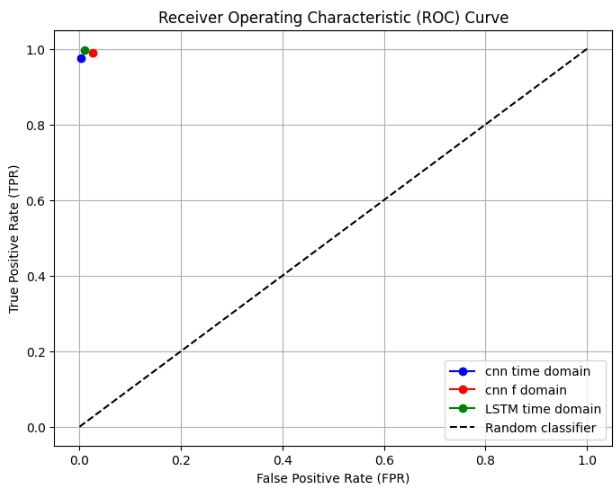 Receiver Operating Characteristic (ROC) Curve
True Positive Rate (TPR)
1.0
0.8
0.6
0.4
0.2
0.0
cnn time domain
cnn f domain
LSTM time domain
Random classifier
0.0 0.2 0.4 0.6 0.8 1.0
False Positive Rate (FPR)